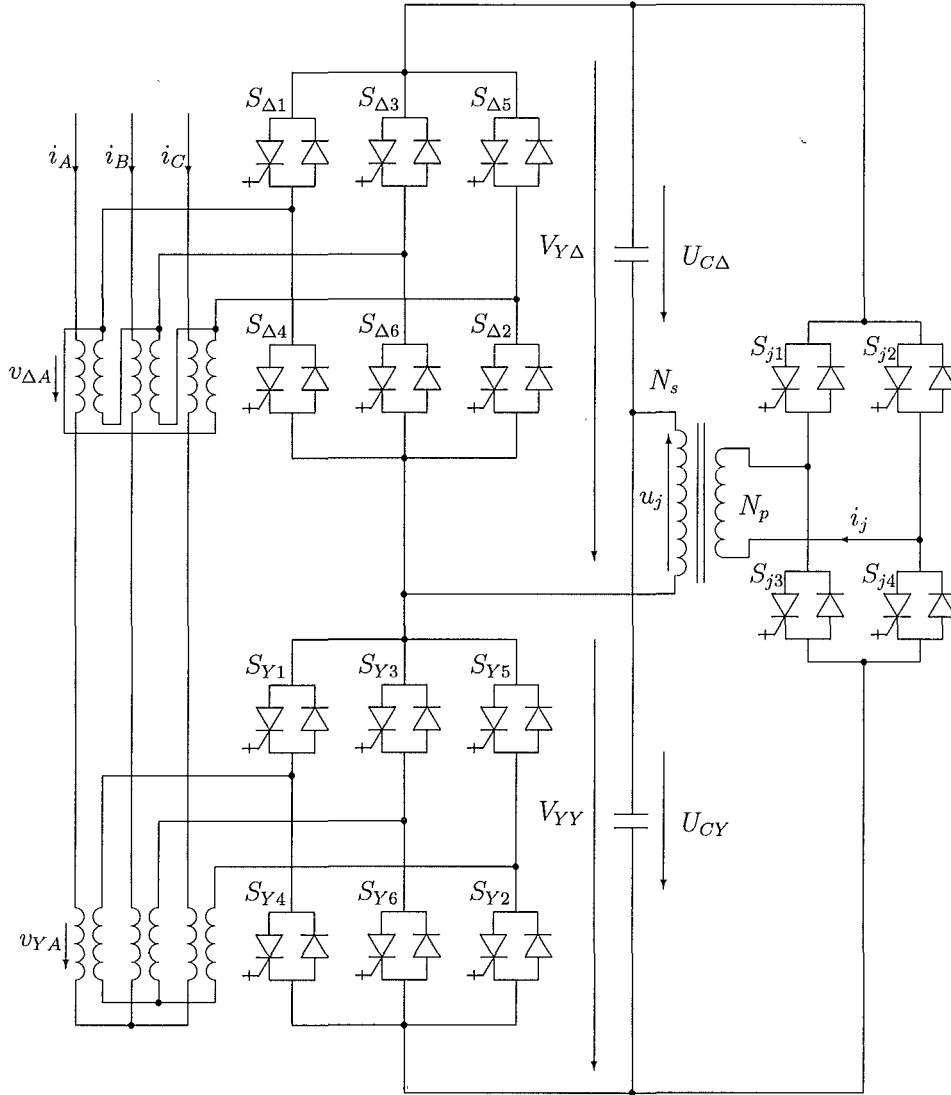 S_{Δ1} S_{Δ3} S_{Δ5}
i_A i_B i_C
V_{YΔ} U_{CΔ}
S_{Δ4} S_{Δ6} S_{Δ2}
v_{ΔA}
S_{j1} S_{j2}
N_s
u_j N_p i_j
S_{j3} S_{j4}
S_{Y1} S_{Y3} S_{Y5}
V_{YY} U_{CY}
S_{Y4} S_{Y6} S_{Y2}
v_{YA}